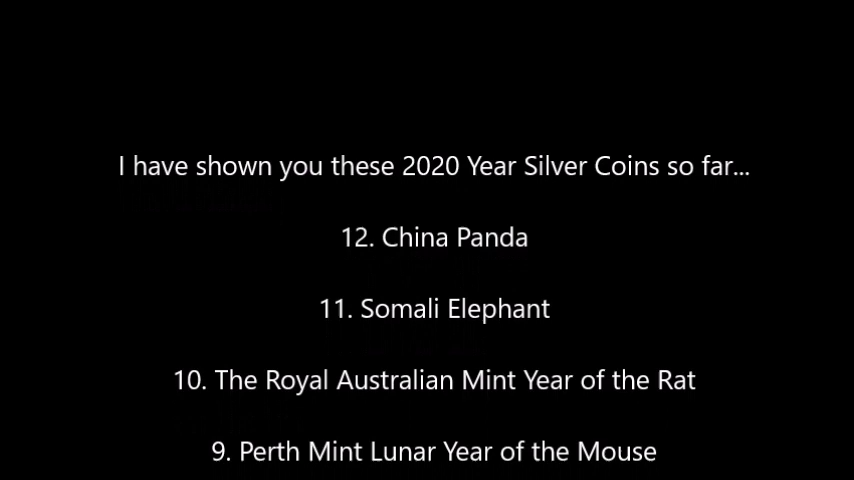 I have shown you these 2020 Year Silver Coins so far...
12. China Panda
11. Somali Elephant
10. The Royal Australian Mint Year of the Rat
9. Perth Mint Lunar Year of the Mouse